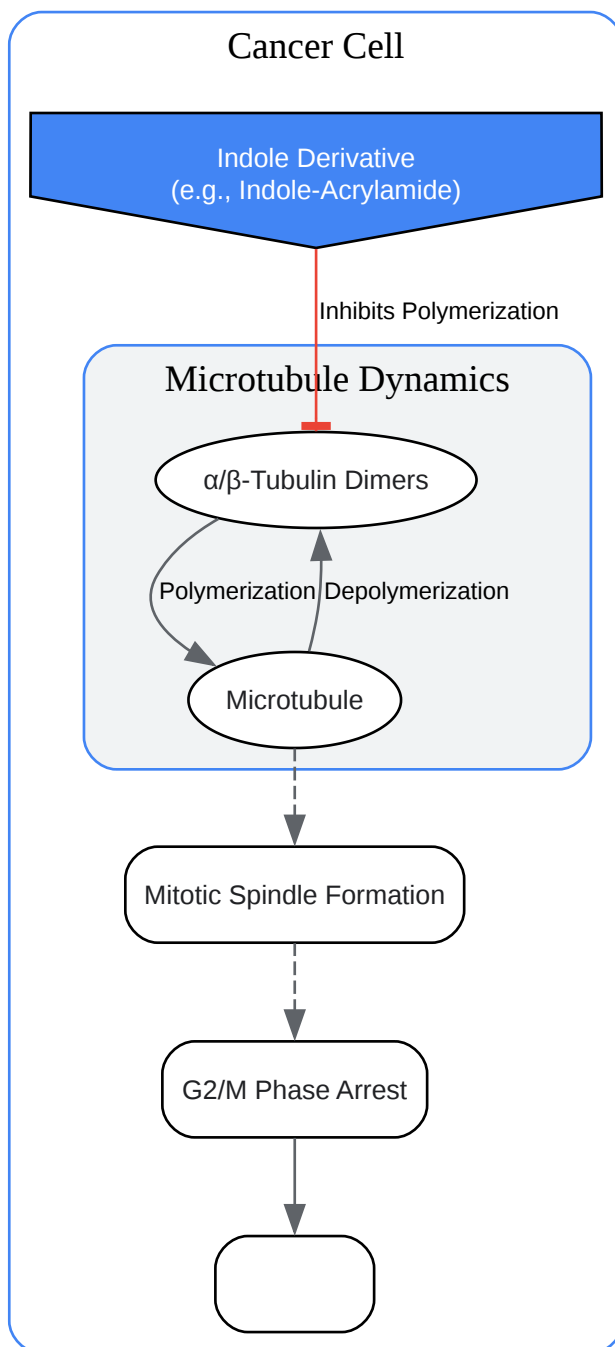 Cancer Cell
Indole Derivative
(e.g., Indole-Acrylamide)
Inhibits Polymerization
Microtubule Dynamics
α/β-Tubulin Dimers
Polymerization
Depolymerization
Microtubule
Mitotic Spindle Formation
G2/M Phase Arrest